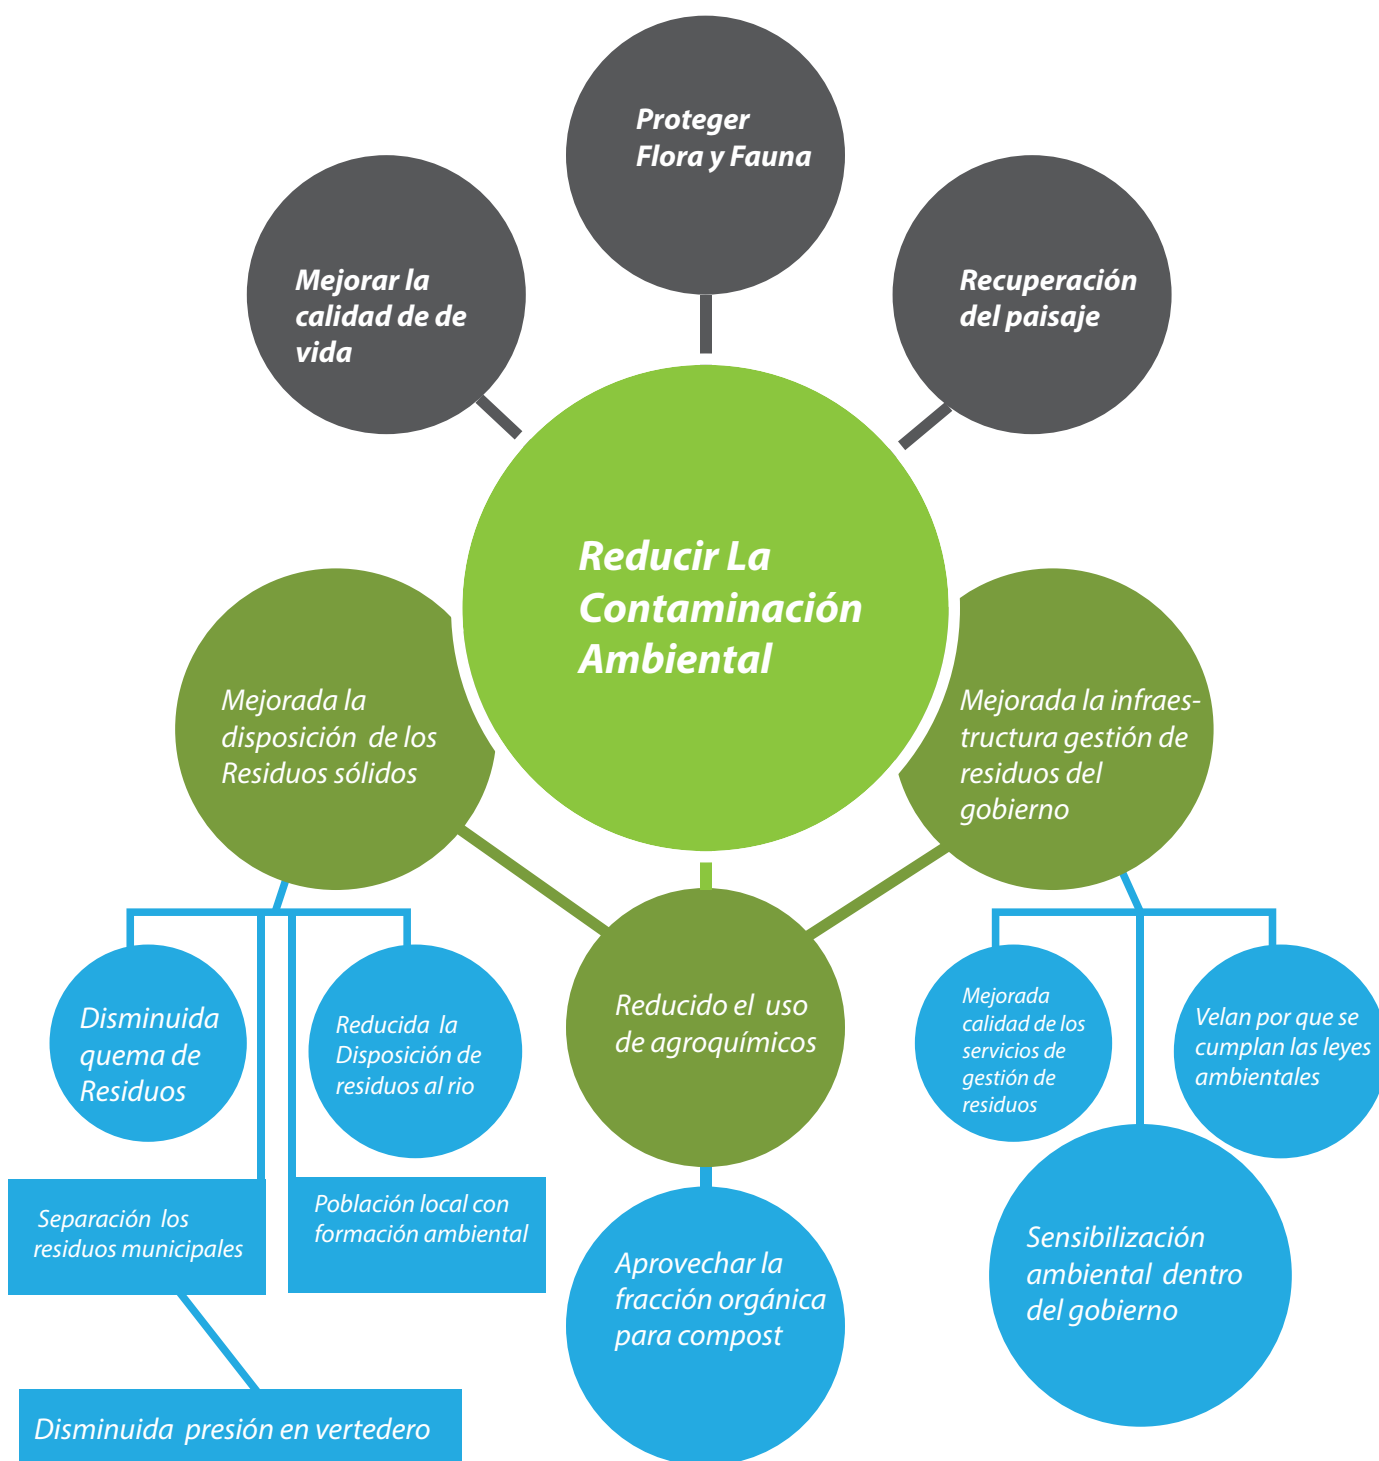 Proteger
Flora y Fauna
Mejorar la
calidad de de
vida
Recuperación
del paisaje
Reducir La
Contaminación
Ambiental
Mejorada la
disposición de los
Residuos sólidos
Mejorada la infraes-
tructura gestión de
residuos del
gobierno
Reducido el uso
de agroquímicos
Disminuida
quema de
Residuos
Reducida la
Disposición de
residuos al rio
Mejorada
calidad de los
servicios de
gestión de
residuos
Velan por que se
cumplan las leyes
ambientales
Separación los
residuos municipales
Población local con
formación ambiental
Aprovechar la
fracción orgánica
para compost
Sensibilización
ambiental dentro
del gobierno
Disminuida presión en vertedero